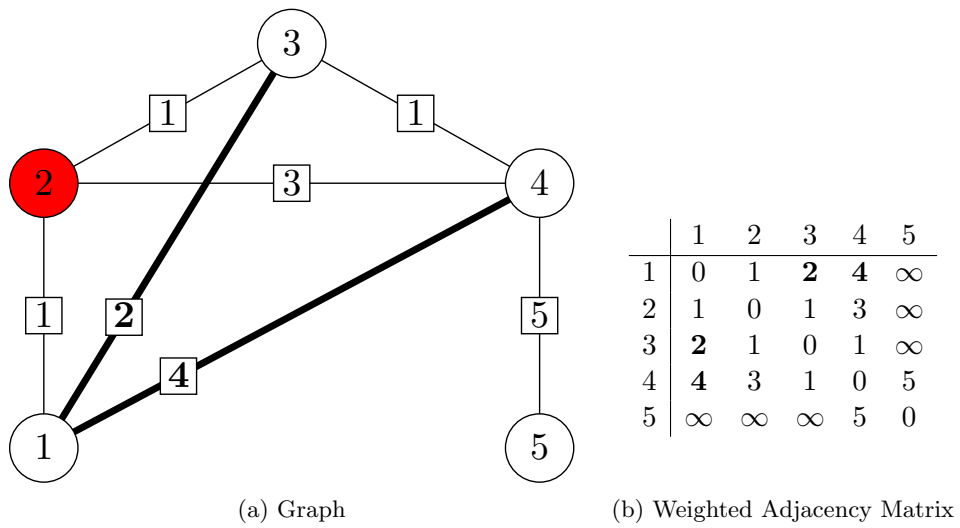 3
1
1
2
3
4
1
2
5
4
1
5
1 2 3 4 5
1 0 1 2 4 ∞
2 1 0 1 3 ∞
3 2 1 0 1 ∞
4 4 3 1 0 5
5 ∞ ∞ ∞ 5 0
(a) Graph
(b) Weighted Adjacency Matrix